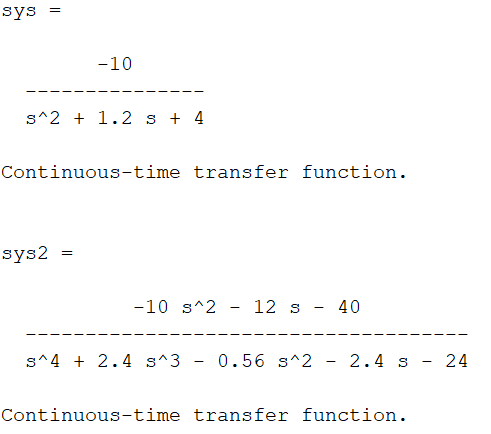 sys =
-10
---------------
s^2 + 1.2 s + 4
Continuous-time transfer function.
sys2 =
-10 s^2 - 12 s - 40
-------------------------------------
s^4 + 2.4 s^3 - 0.56 s^2 - 2.4 s - 24
Continuous-time transfer function.